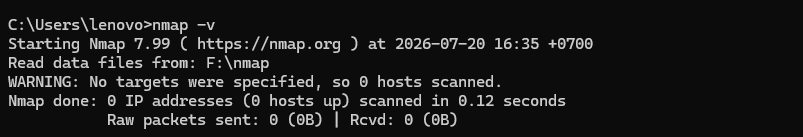 C:\Users\lenovo>nmap -v
Starting Nmap 7.99 ( https://nmap.org ) at 2026-07-20 16:35 +0700
Read data files from: F:\nmap
WARNING: No targets were specified, so 0 hosts scanned.
Nmap done: 0 IP addresses (0 hosts up) scanned in 0.12 seconds
           Raw packets sent: 0 (0B) | Rcvd: 0 (0B)